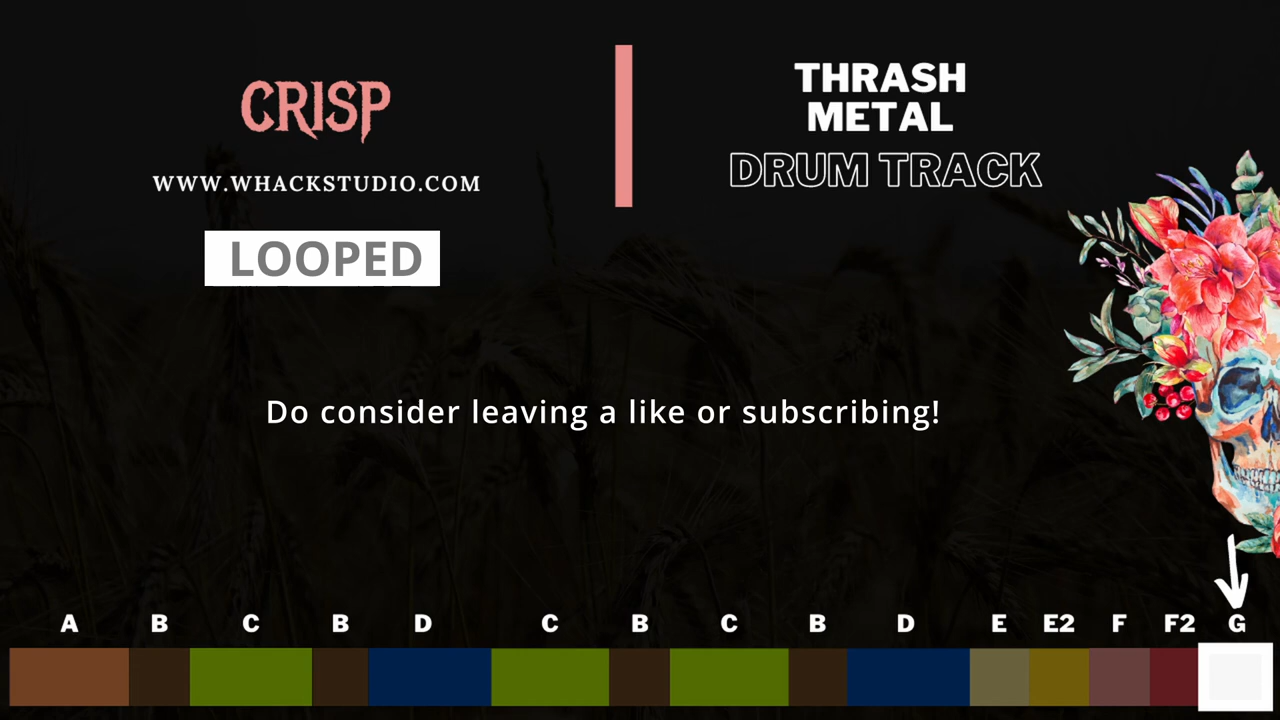 CRISP
WWW.WHACKSTUDIO.COM
LOOPED
THRASH
METAL
DRUM TRACK
Do consider leaving a like or subscribing!
A B C B D C B C B D E E2 F F2 G